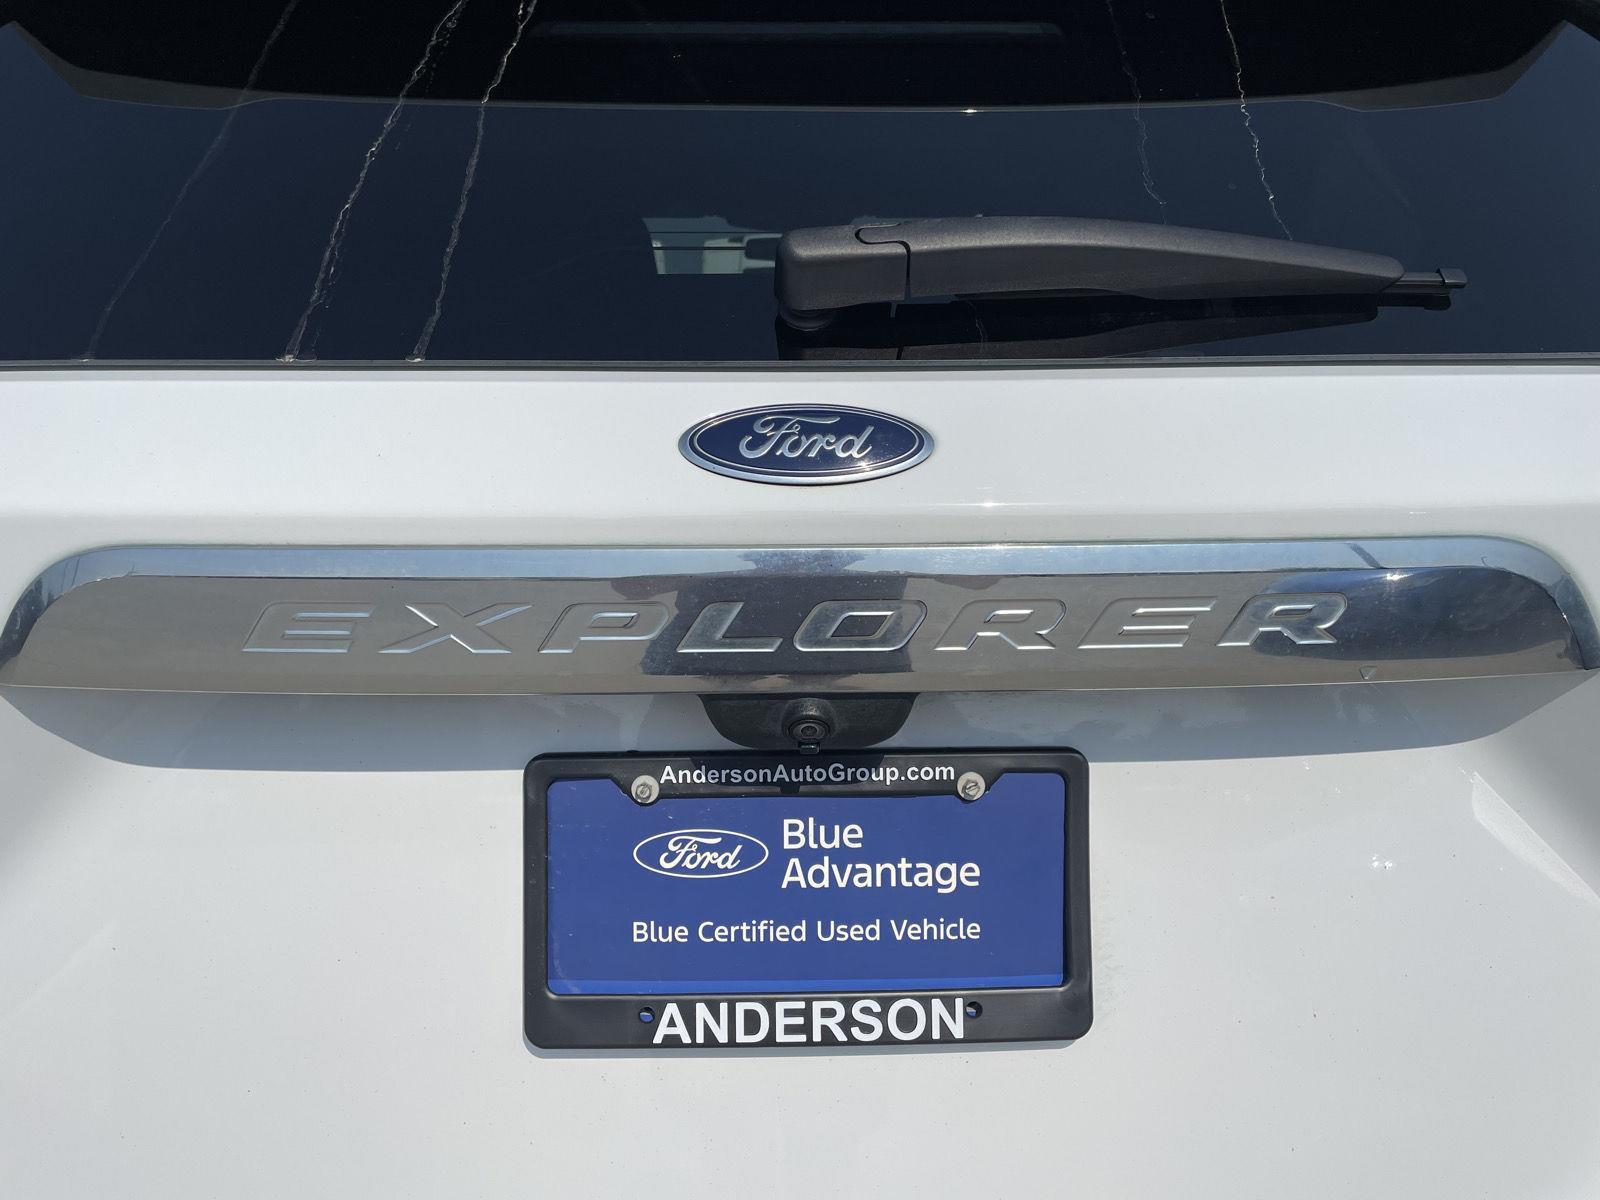 Ford
EXPLORER
AndersonAutoGroup.com
Ford
Blue
Advantage
Blue Certified Used Vehicle
ANDERSON